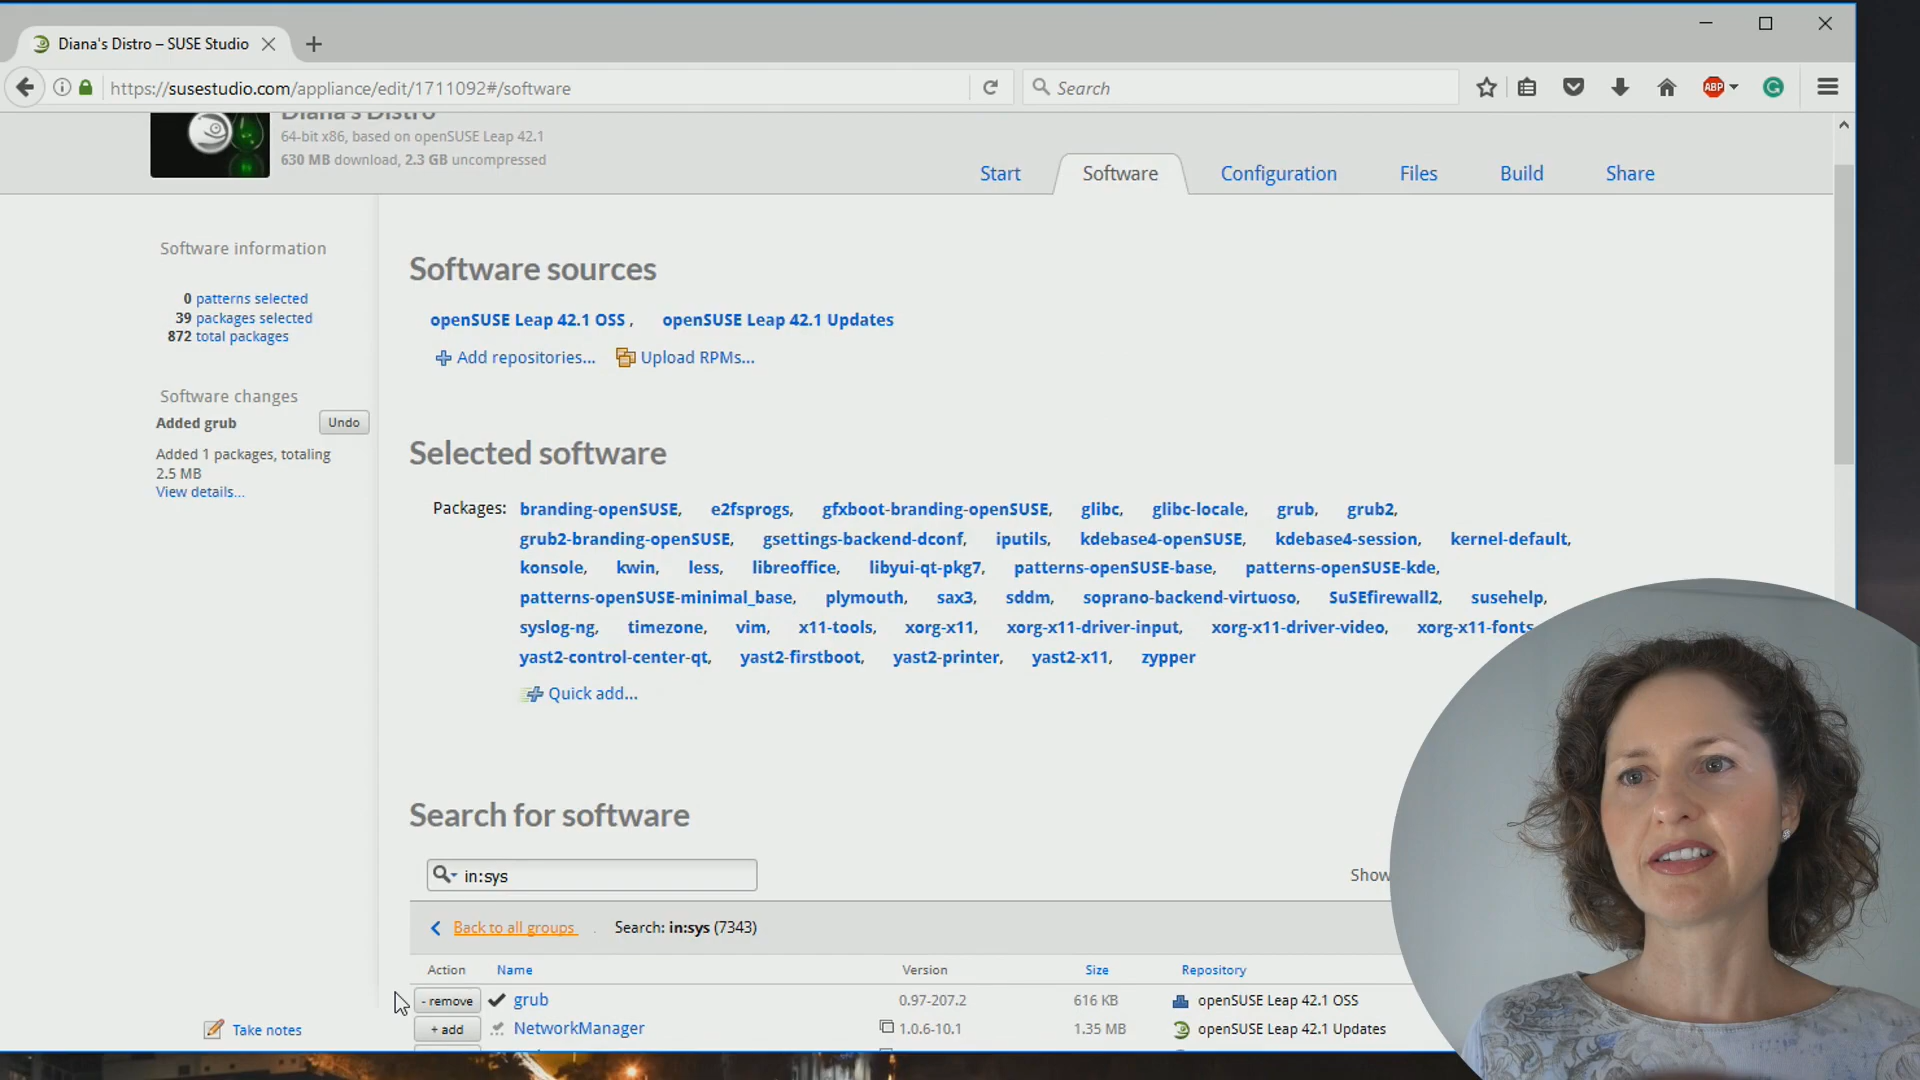 Diana's Distro – SUSE Studio
https://susestudio.com/appliance/edit/1711092#/software
Search
ABP
Diana's Distro
64-bit x86, based on openSUSE Leap 42.1
630 MB download, 2.3 GB uncompressed
Start
Software
Configuration
Files
Build
Share
Software information
0 patterns selected
39 packages selected
872 total packages
Software changes
Added grub
Undo
Added 1 packages, totaling
2.5 MB
View details...
Software sources
openSUSE Leap 42.1 OSS , openSUSE Leap 42.1 Updates
Add repositories... Upload RPMs...
Selected software
Packages: branding-openSUSE, e2fsprogs, gfxboot-branding-openSUSE, glibc, glibc-locale, grub, grub2,
grub2-branding-openSUSE, gsettings-backend-dconf, iputils, kdebase4-openSUSE, kdebase4-session, kernel-default,
konsole, kwin, less, libreoffice, libyui-qt-pkg7, patterns-openSUSE-base, patterns-openSUSE-kde,
patterns-openSUSE-minimal_base, plymouth, sax3, sddm, soprano-backend-virtuoso, SuSEfirewall2, susehelp,
syslog-ng, timezone, vim, x11-tools, xorg-x11, xorg-x11-driver-input, xorg-x11-driver-video, xorg-x11-fonts
yast2-control-center-qt, yast2-firstboot, yast2-printer, yast2-x11, zypper
Quick add...
Search for software
in:sys
Show
Back to all groups Search: in:sys (7343)
Action Name Version Size Repository
- remove grub 0.97-207.2 616 KB openSUSE Leap 42.1 OSS
+ add NetworkManager 1.0.6-10.1 1.35 MB openSUSE Leap 42.1 Updates
Take notes